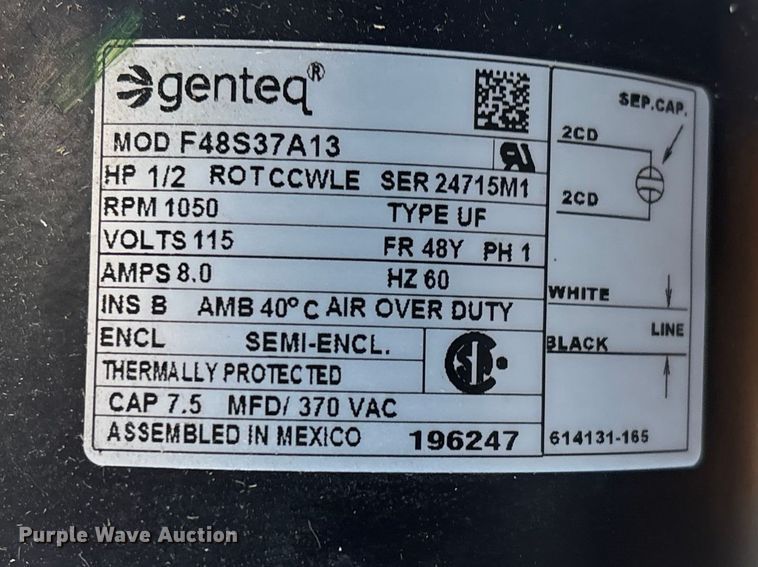 genteq®
MOD F48S37A13
HP 1/2 ROTCCWLE SER 24715M1
RPM 1050 TYPE UF
VOLTS 115 FR 48Y PH 1
AMPS 8.0 HZ 60
INS B AMB 40°C AIR OVER DUTY
ENCL SEMI-ENCL.
THERMALLY PROTECTED
CAP 7.5 MFD/ 370 VAC
ASSEMBLED IN MEXICO 196247
SEP.CAP.
2CD
2CD
WHITE
LINE
BLACK
614131-165
Purple Wave Auction